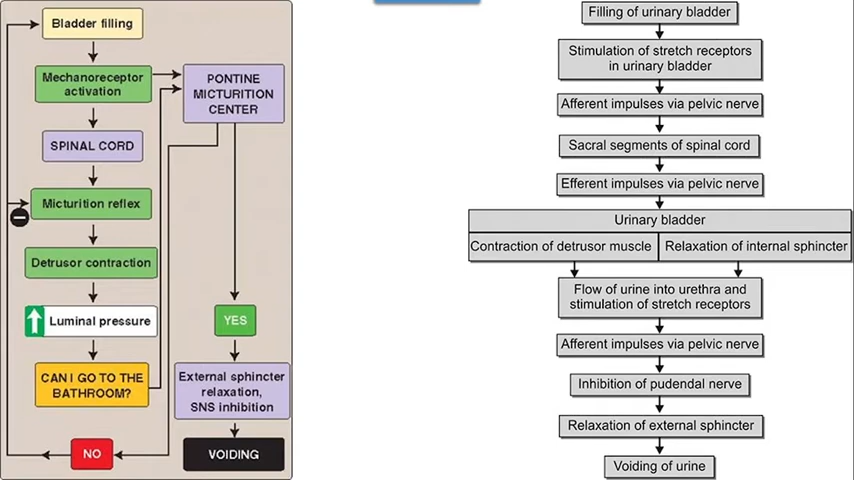 Bladder filling
Mechanoreceptor
activation
PONTINE
MICTURITION
CENTER
SPINAL CORD
Micturition reflex
Detrusor contraction
Luminal pressure
YES
CAN I GO TO THE
BATHROOM?
External sphincter
relaxation,
SNS inhibition
NO
VOIDING
Filling of urinary bladder
Stimulation of stretch receptors
in urinary bladder
Afferent impulses via pelvic nerve
Sacral segments of spinal cord
Efferent impulses via pelvic nerve
Urinary bladder
Contraction of detrusor muscle
Relaxation of internal sphincter
Flow of urine into urethra and
stimulation of stretch receptors
Afferent impulses via pelvic nerve
Inhibition of pudendal nerve
Relaxation of external sphincter
Voiding of urine